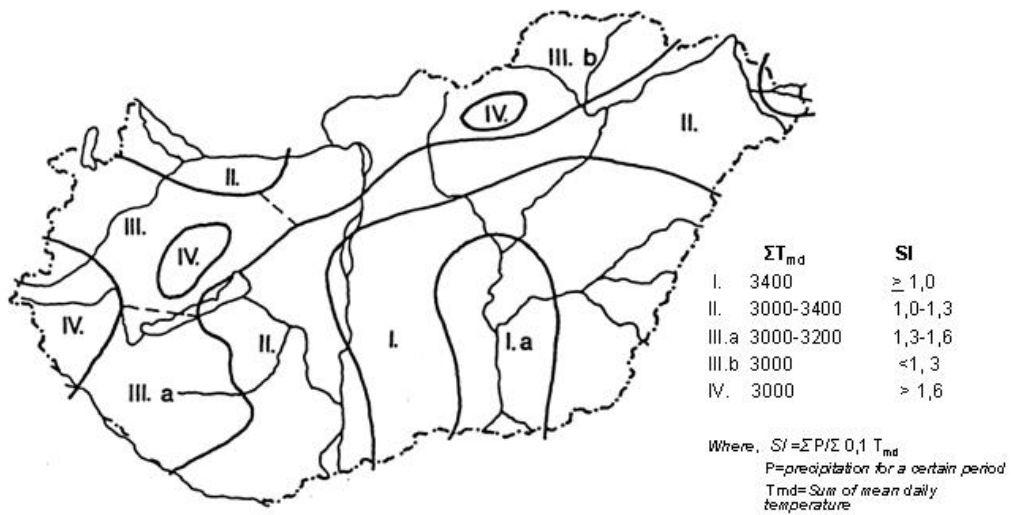 III. b
IV.
II.
II.
III.
IV.
IV.
II.
I.
I.a
III. a
ΣTmd SI
I. 3400 ≥ 1,0
II. 3000-3400 1,0-1,3
III.a 3000-3200 1,3-1,6
III.b 3000 <1, 3
IV. 3000 > 1,6
Where, SI =ΣP/Σ 0,1 Tmd
P=precipitation for a certain period
Tmd=Sum of mean daily
temperature